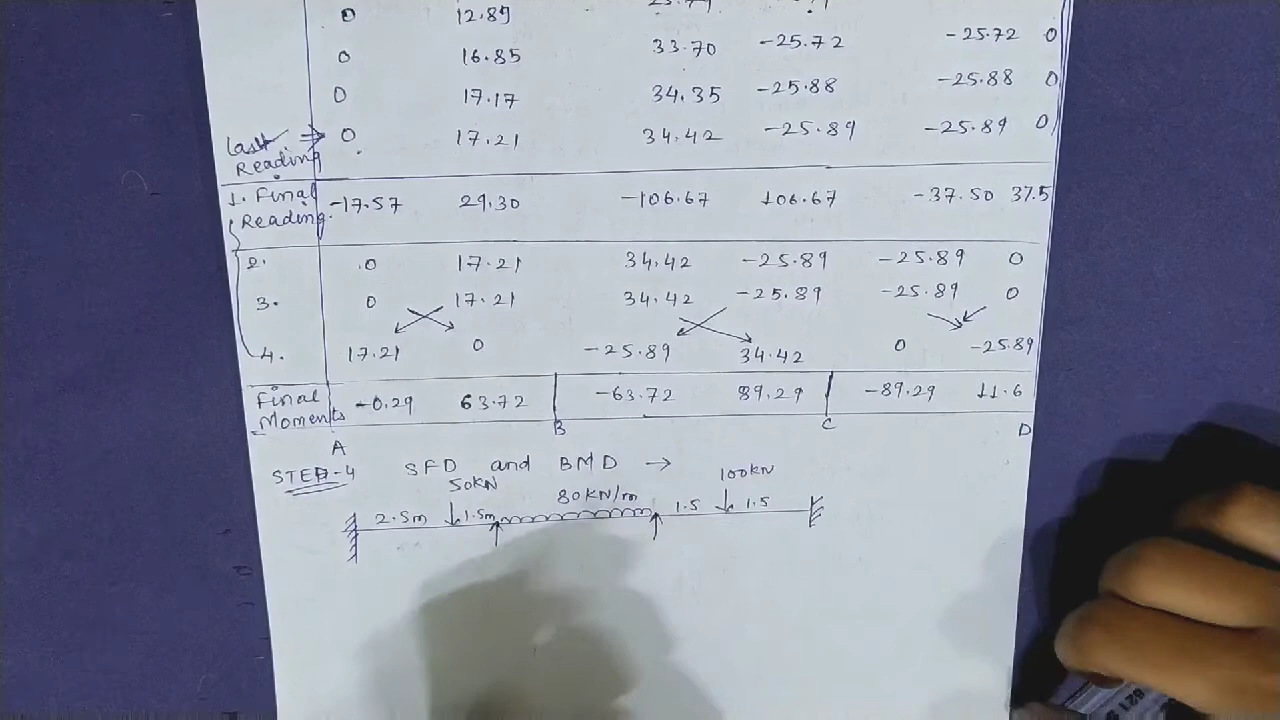 0 12.89
0 16.85 33.70 -25.72 -25.72 0
0 17.17 34.35 -25.88 -25.88 0
Last Reading ⇒ 0 17.21 34.42 -25.89 -25.89 0
1. Final Reading. -17.57 29.30 -106.67 106.67 -37.50 37.5
2. 0 17.21 34.42 -25.89 -25.89 0
3. 0 17.21 34.42 -25.89 -25.89 0
4. 17.21 0 -25.89 34.42 0 -25.89
Final Moments -0.29 63.72 -63.72 89.29 -89.29 11.6
A B C D
STEP-4 SFD and BMD →
50KN 80KN/m 100KN
2.5m 1.5m 1.5 1.5